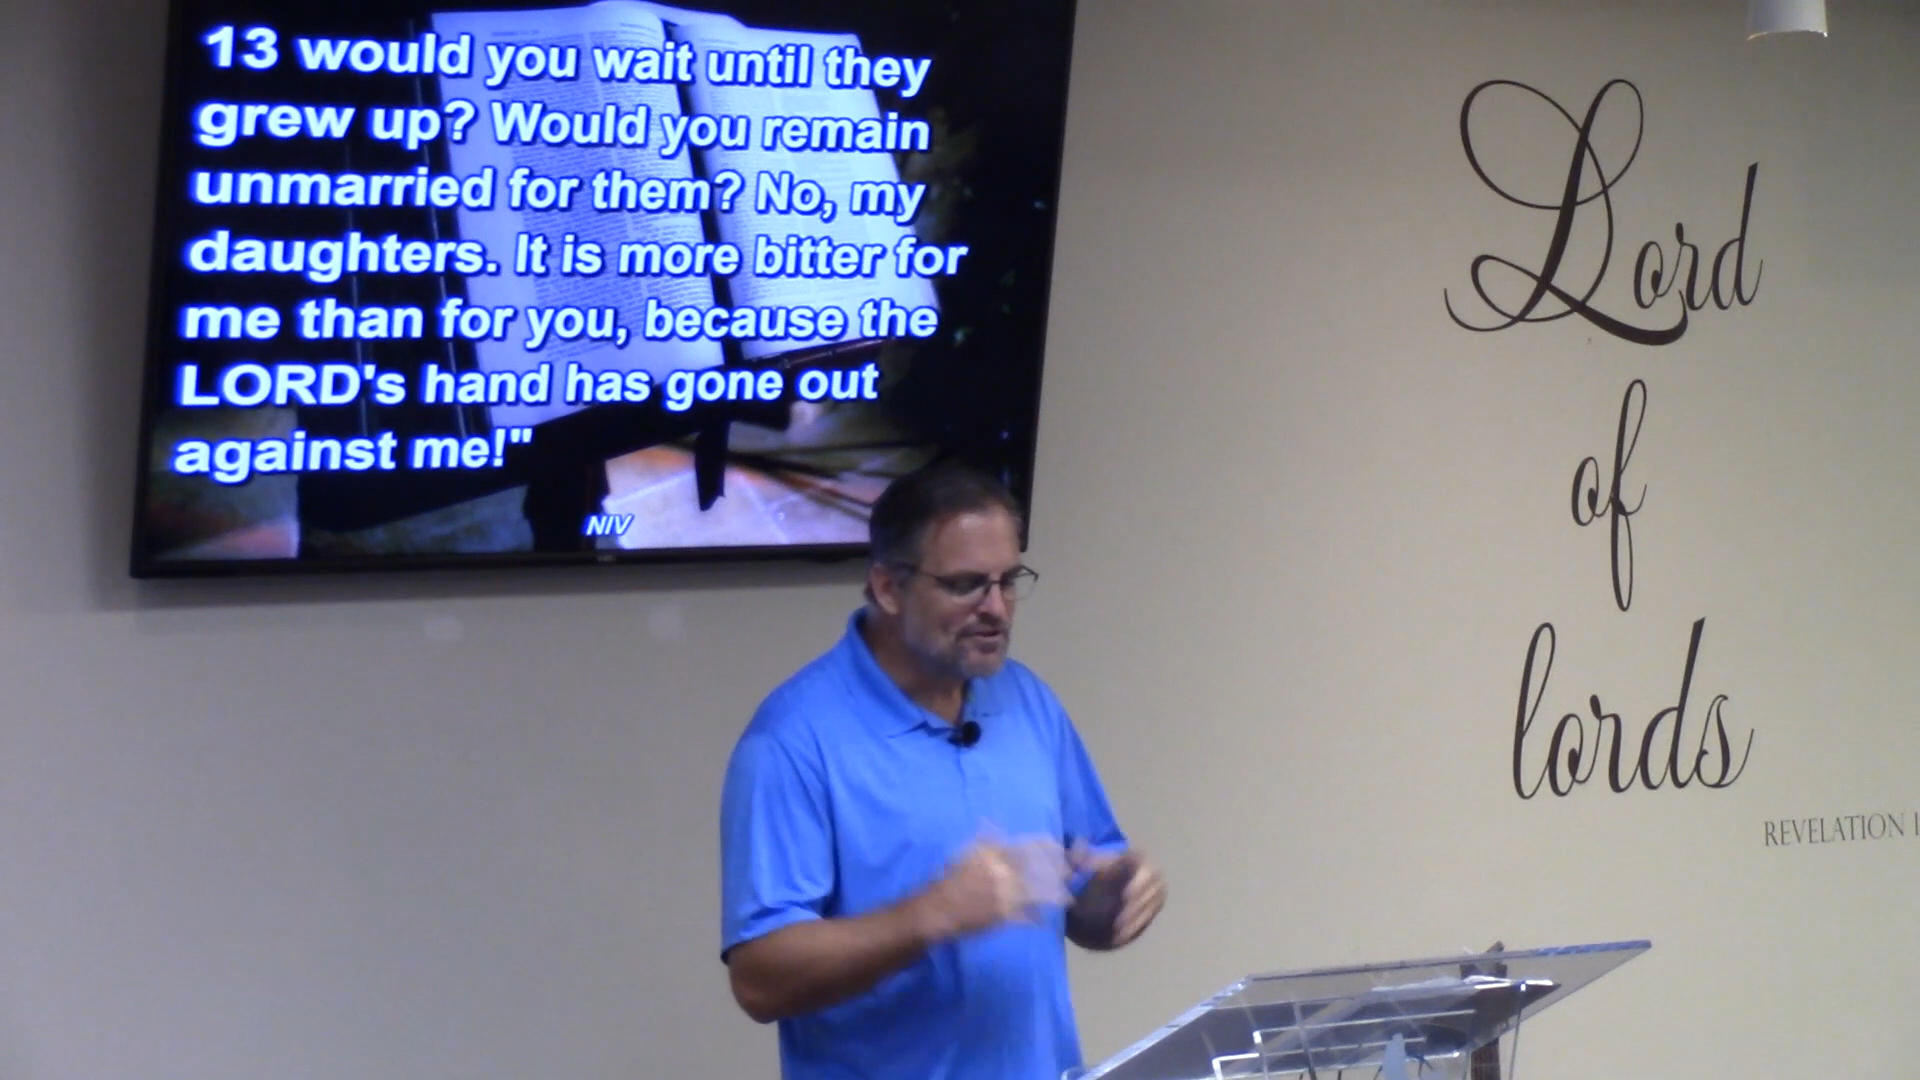 13 would you wait until they
grew up? Would you remain
unmarried for them? No, my
daughters. It is more bitter for
me than for you, because the
LORD's hand has gone out
against me!"
NIV
Lord
of
lords
REVELATION